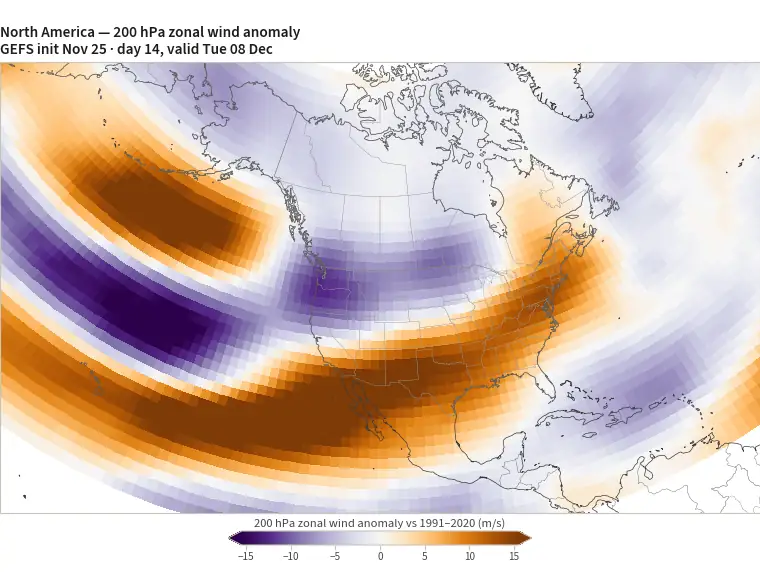 North America — 200 hPa zonal wind anomaly
GEFS init Nov 25 · day 14, valid Tue 08 Dec
200 hPa zonal wind anomaly vs 1991–2020 (m/s)
−15 −10 −5 0 5 10 15